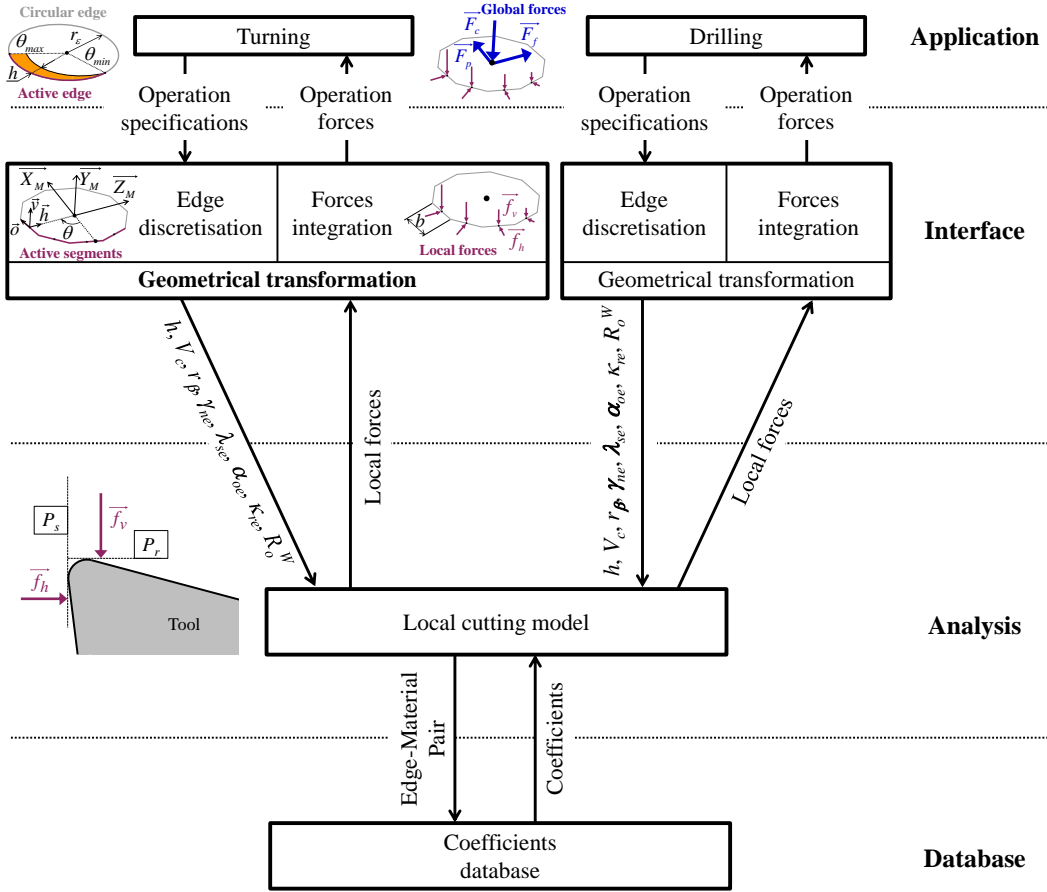 Circular edge
θmax
rε
θmin
h
Active edge
Turning
Global forces
Fc
Ff
Fp
Drilling
Application
Operation
specifications
Operation
forces
Operation
specifications
Operation
forces
XM
YM
ZM
v
h
o
θ
Active segments
Edge
discretisation
Forces
integration
b
fv
fh
Local forces
Geometrical transformation
Edge
discretisation
Forces
integration
Geometrical transformation
Interface
h, Vc, rβ, γne, λse, αoe, κre, RoW
Local forces
h, Vc, rβ, γne, λse, αoe, κre, RoW
Local forces
Ps
fv
Pr
fh
Tool
Local cutting model
Analysis
Edge-Material
Pair
Coefficients
Coefficients
database
Database